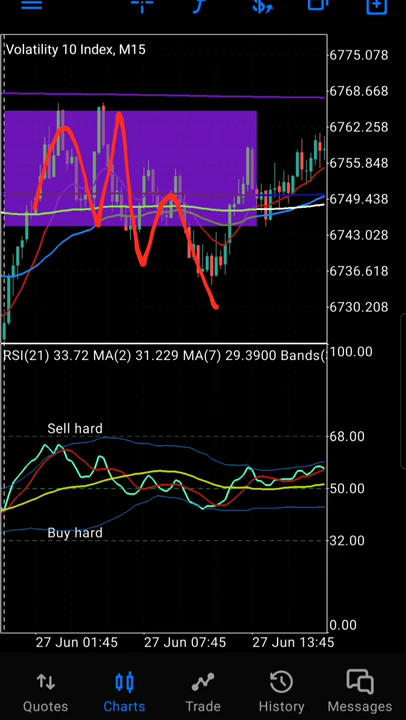 Volatility 10 Index, M15
6775.078
6768.668
6762.258
6755.848
6749.438
6743.028
6736.618
6730.208
RSI(21) 33.72 MA(2) 31.229 MA(7) 29.3900 Bands(
100.00
Sell hard
68.00
50.00
Buy hard
32.00
0.00
27 Jun 01:45
27 Jun 07:45
27 Jun 13:45
Quotes
Charts
Trade
History
Messages